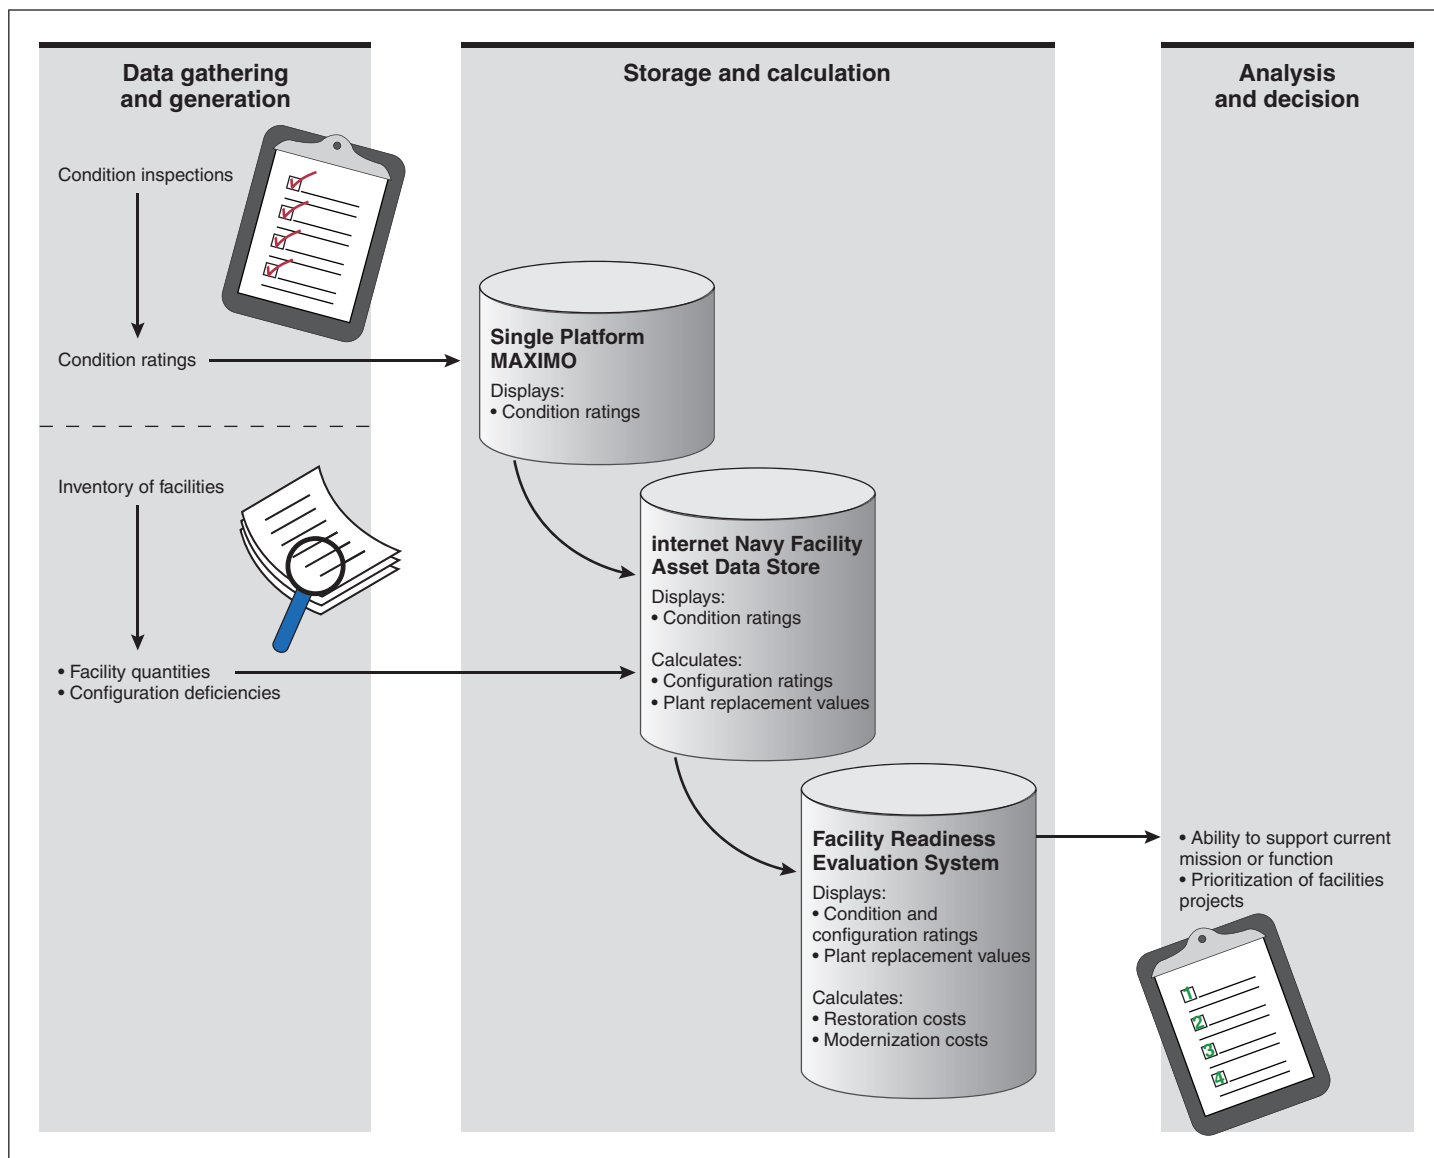 Data gathering
and generation
Condition inspections
Condition ratings
Inventory of facilities
• Facility quantities
• Configuration deficiencies
Storage and calculation
Single Platform
MAXIMO
Displays:
• Condition ratings
internet Navy Facility
Asset Data Store
Displays:
• Condition ratings
Calculates:
• Configuration ratings
• Plant replacement values
Facility Readiness
Evaluation System
Displays:
• Condition and
configuration ratings
• Plant replacement values
Calculates:
• Restoration costs
• Modernization costs
Analysis
and decision
• Ability to support current
mission or function
• Prioritization of facilities
projects
1
2
3
4